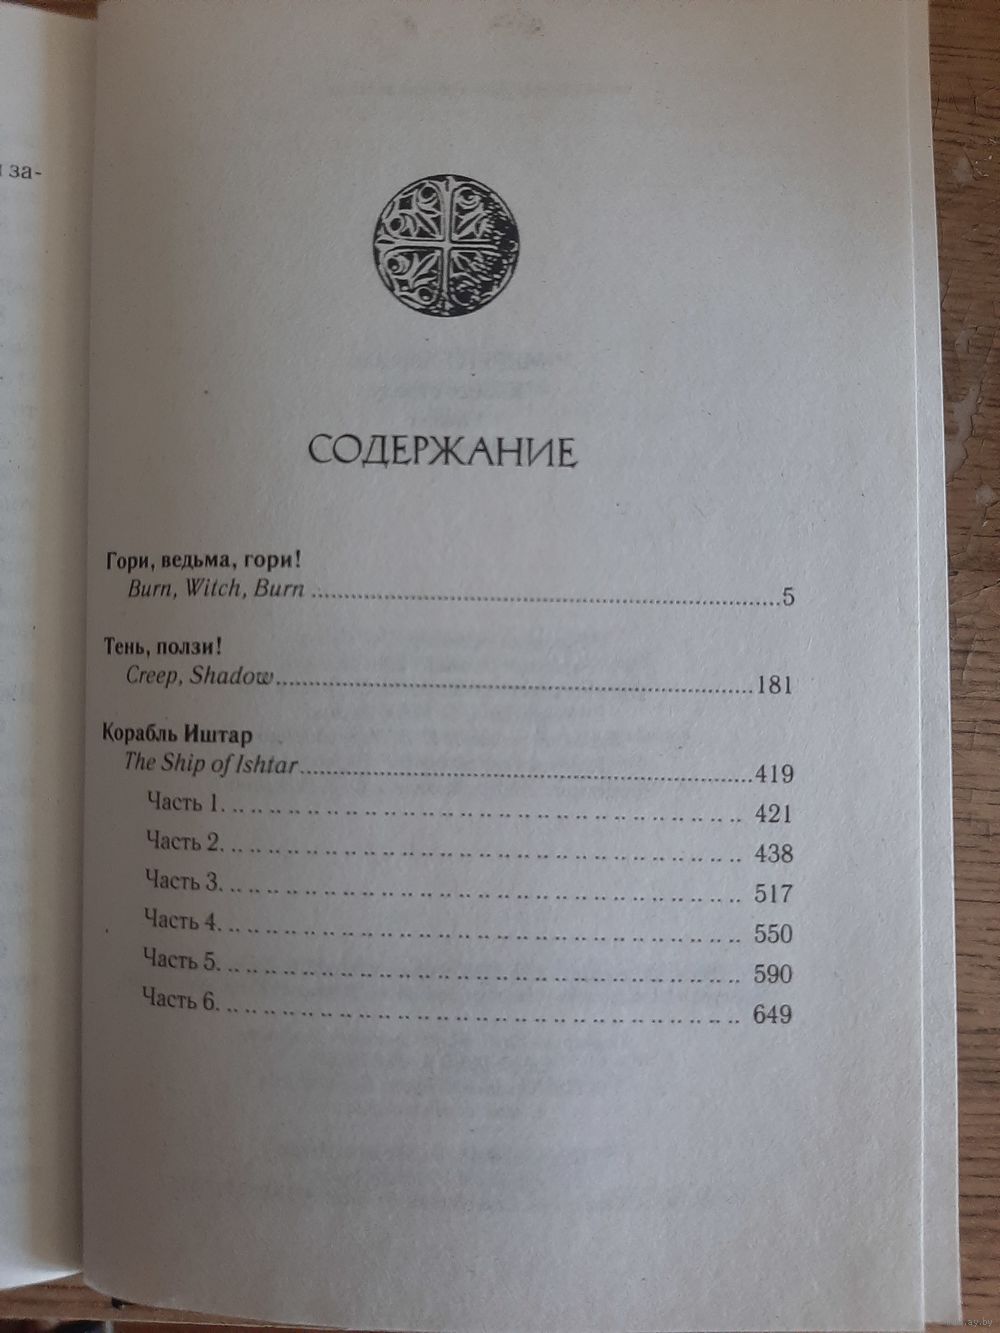 за-
СОДЕРЖАНИЕ
Гори, ведьма, гори!
Burn, Witch, Burn ........ 5
Тень, ползи!
Creep, Shadow ........ 181
Корабль Иштар
The Ship of Ishtar ........ 419
Часть 1. ........ 421
Часть 2. ........ 438
Часть 3. ........ 517
Часть 4. ........ 550
Часть 5. ........ 590
Часть 6. ........ 649